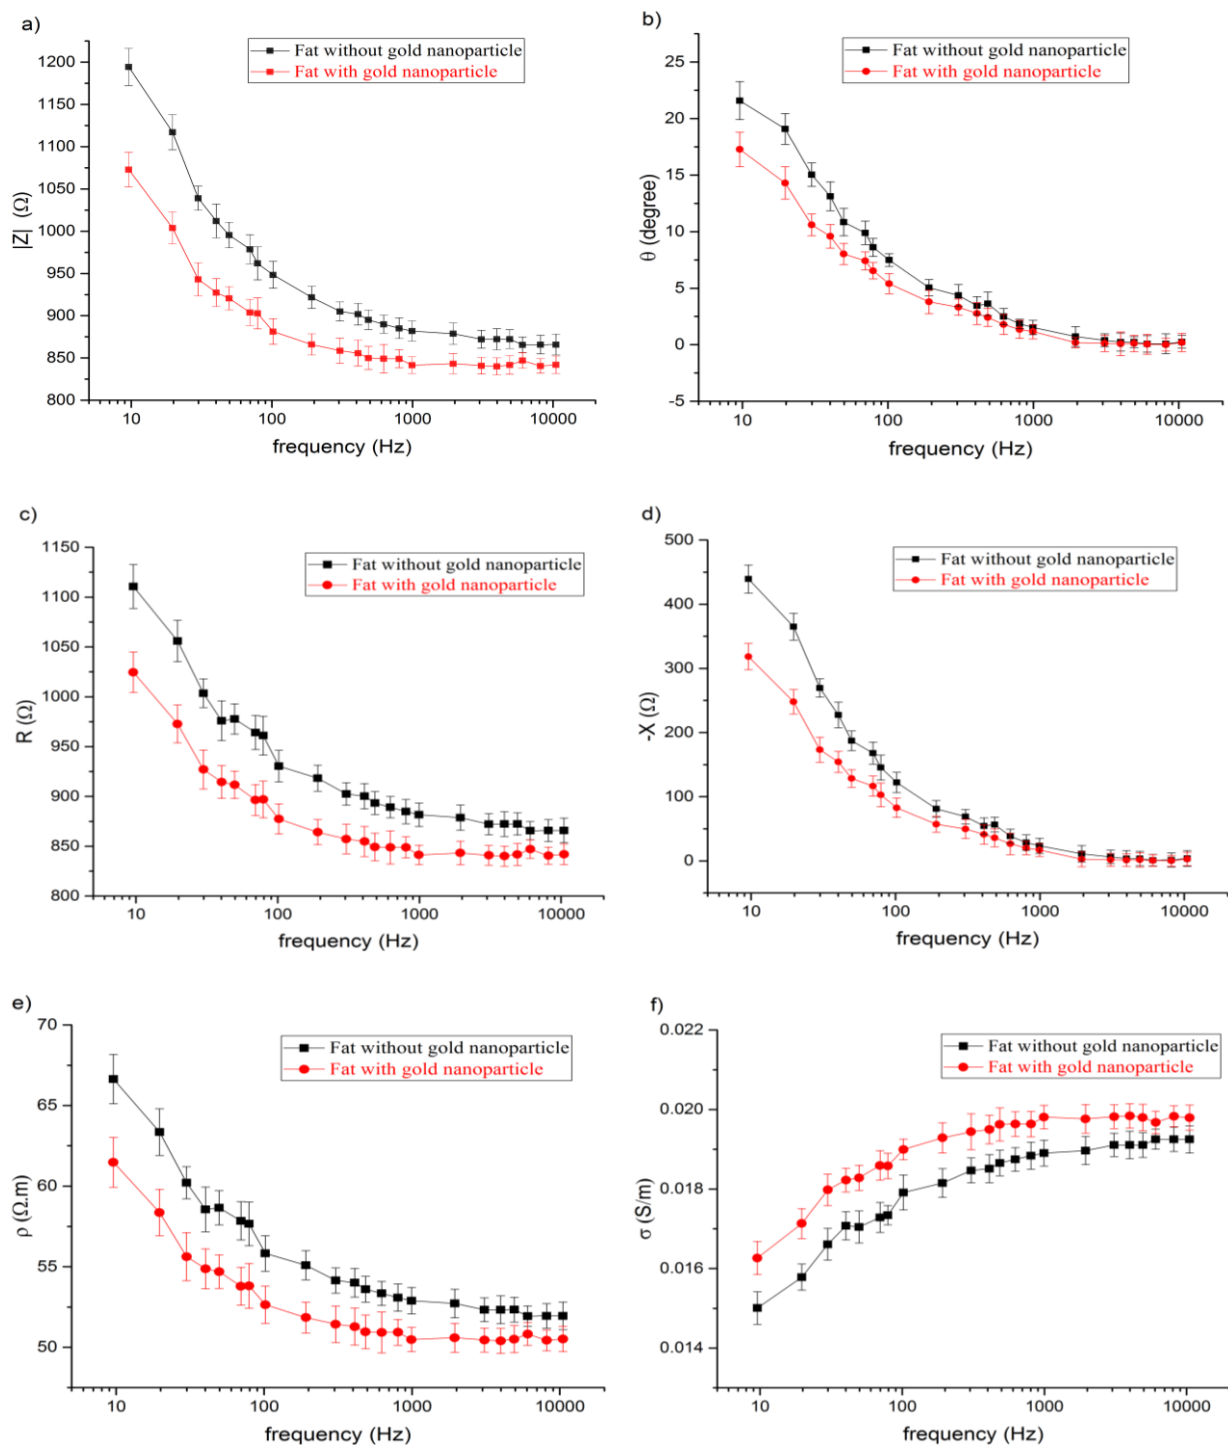 a)
Fat without gold nanoparticle
Fat with gold nanoparticle
1200
1150
1100
1050
1000
950
900
850
800
|Z| (Ω)
10 100 1000 10000
frequency (Hz)
b)
Fat without gold nanoparticle
Fat with gold nanoparticle
25
20
15
10
5
0
-5
θ (degree)
10 100 1000 10000
frequency (Hz)
c)
Fat without gold nanoparticle
Fat with gold nanoparticle
1150
1100
1050
1000
950
900
850
800
R (Ω)
10 100 1000 10000
frequency (Hz)
d)
Fat without gold nanoparticle
Fat with gold nanoparticle
500
400
300
200
100
0
-X (Ω)
10 100 1000 10000
frequency (Hz)
e)
Fat without gold nanoparticle
Fat with gold nanoparticle
70
65
60
55
50
ρ (Ω.m)
10 100 1000 10000
frequency (Hz)
f)
Fat without gold nanoparticle
Fat with gold nanoparticle
0.022
0.020
0.018
0.016
0.014
σ (S/m)
10 100 1000 10000
frequency (Hz)